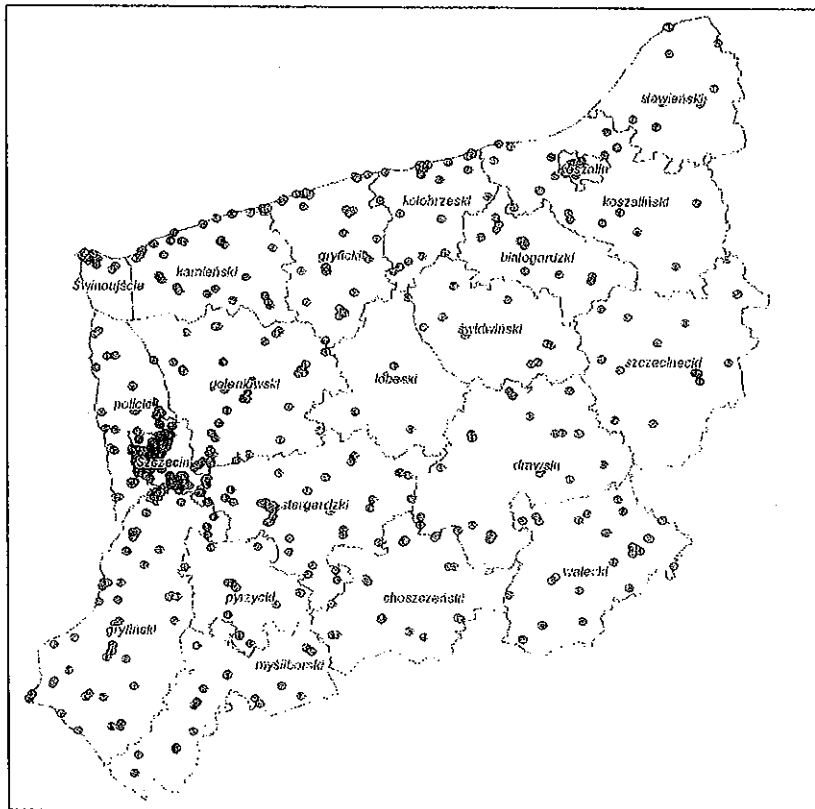 sławieński
koszalin
kołobrzeski
koszaliński
gryficki
białogardzki
kamieński
Świnoujście
świdwiński
szczecinecki
goleniowski
łobeski
policki
Szczecin
drawski
stargardzki
wałecki
pyrzycki
choszczeński
gryfiński
myśliborski